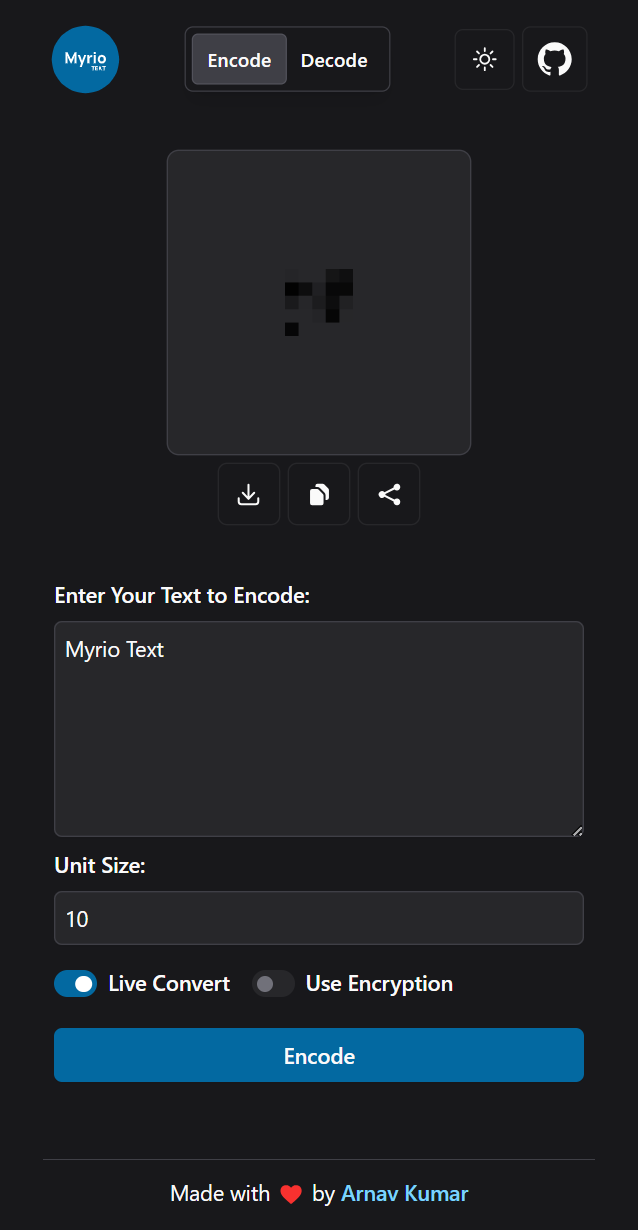 Myrio
TEXT
Encode Decode
Enter Your Text to Encode:
Myrio Text
Unit Size:
10
Live Convert Use Encryption
Encode
Made with ❤️ by Arnav Kumar